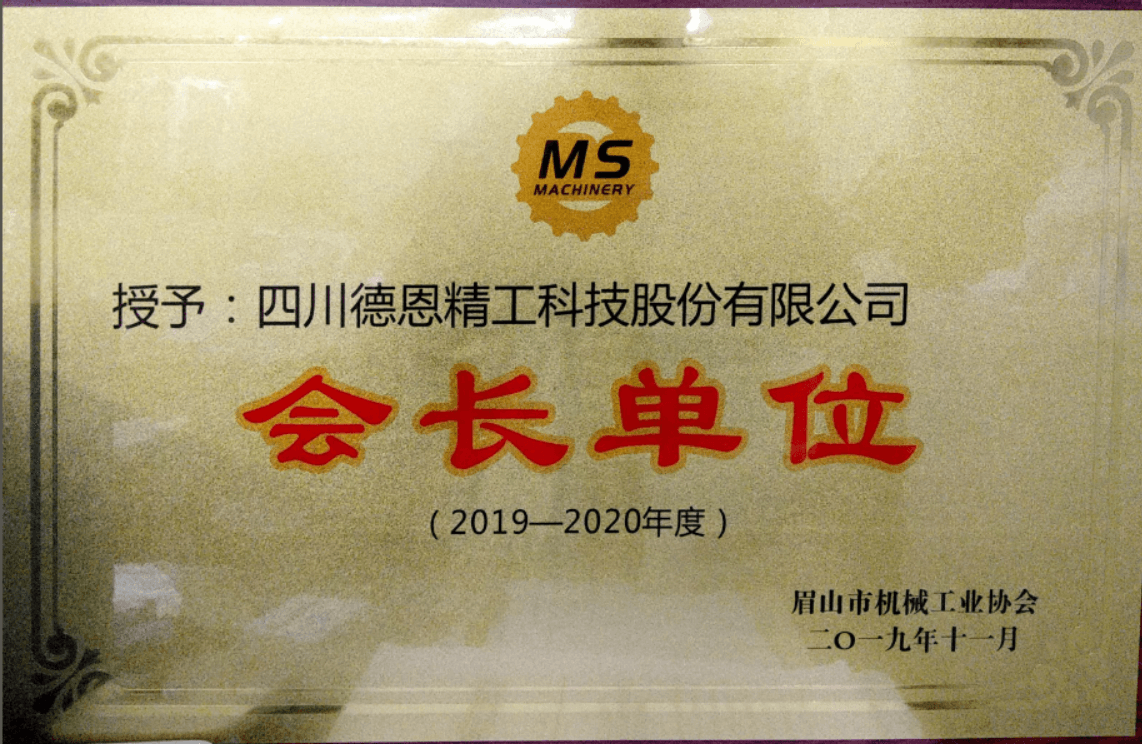 MS
MACHINERY
授予：四川德恩精工科技股份有限公司
会长单位
（2019—2020年度）
眉山市机械工业协会
二〇一九年十一月